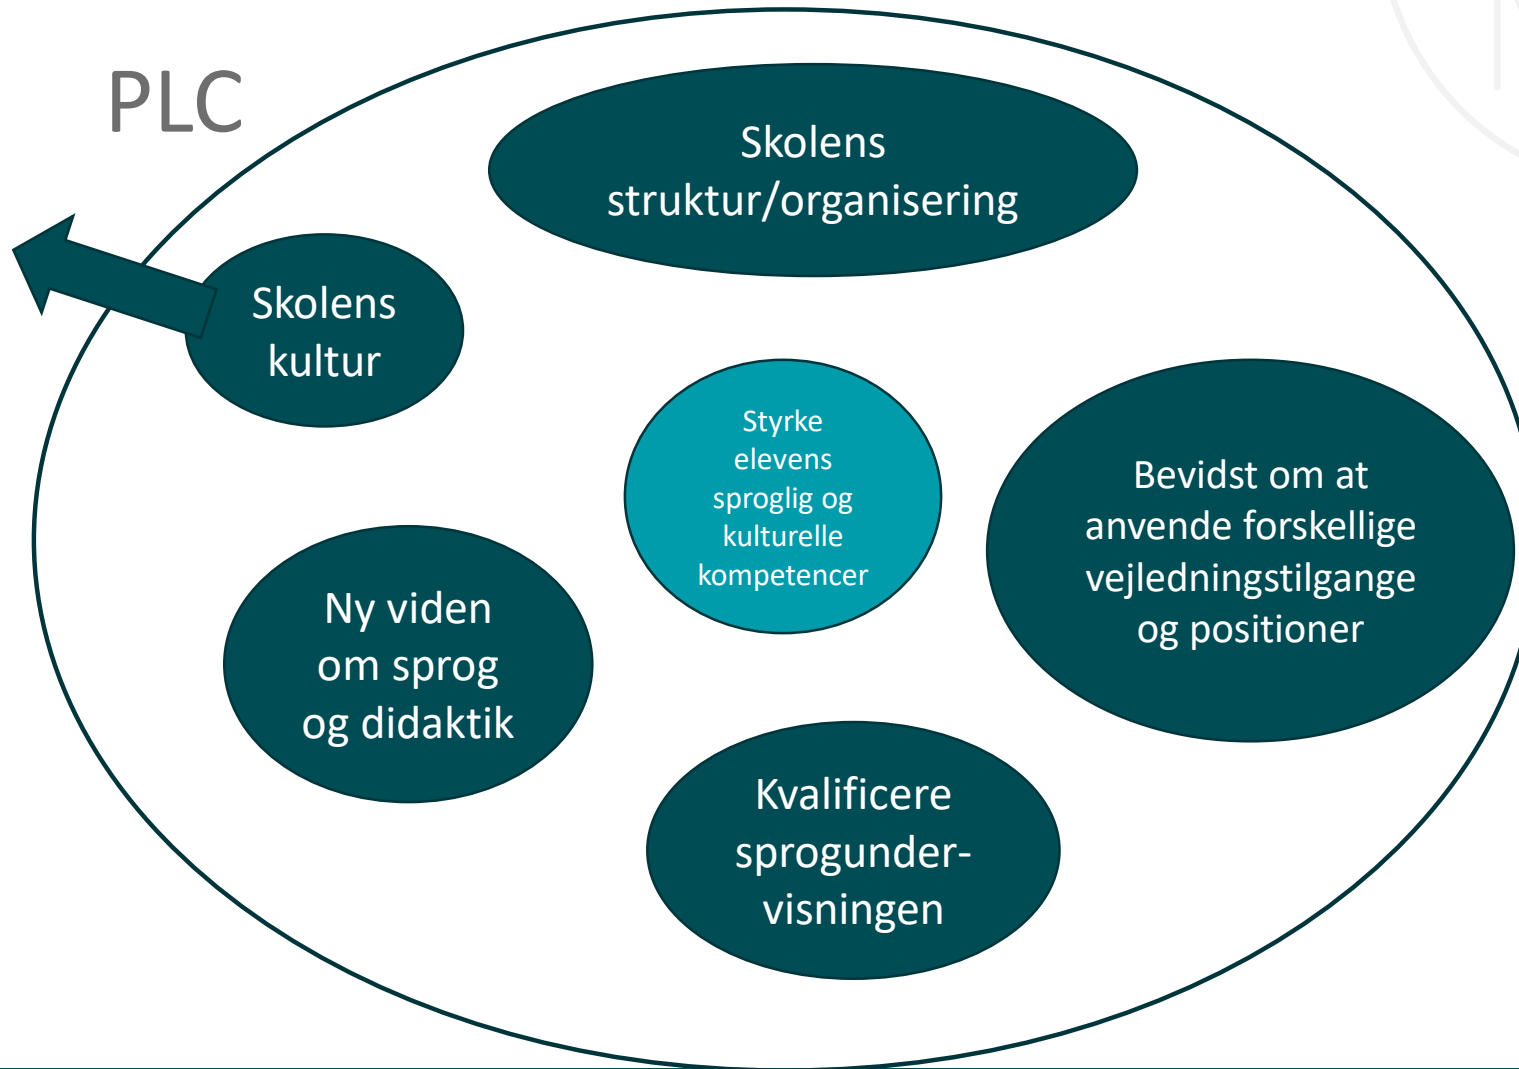 PLC
Skolens
struktur/organisering
Skolens
kultur
Styrke
elevens
sproglig og
kulturelle
kompetencer
Bevidst om at
anvende forskellige
vejledningstilgange
og positioner
Ny viden
om sprog
og didaktik
Kvalificere
sprogunder-
visningen